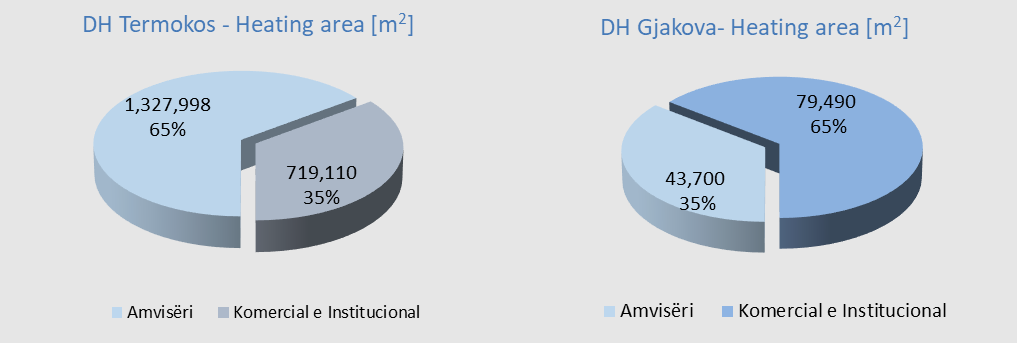 DH Termokos - Heating area [m²]
1,327,998
65%
719,110
35%
Amvisëri
Komercial e Institucional
DH Gjakova- Heating area [m²]
79,490
65%
43,700
35%
Amvisëri
Komercial e Institucional